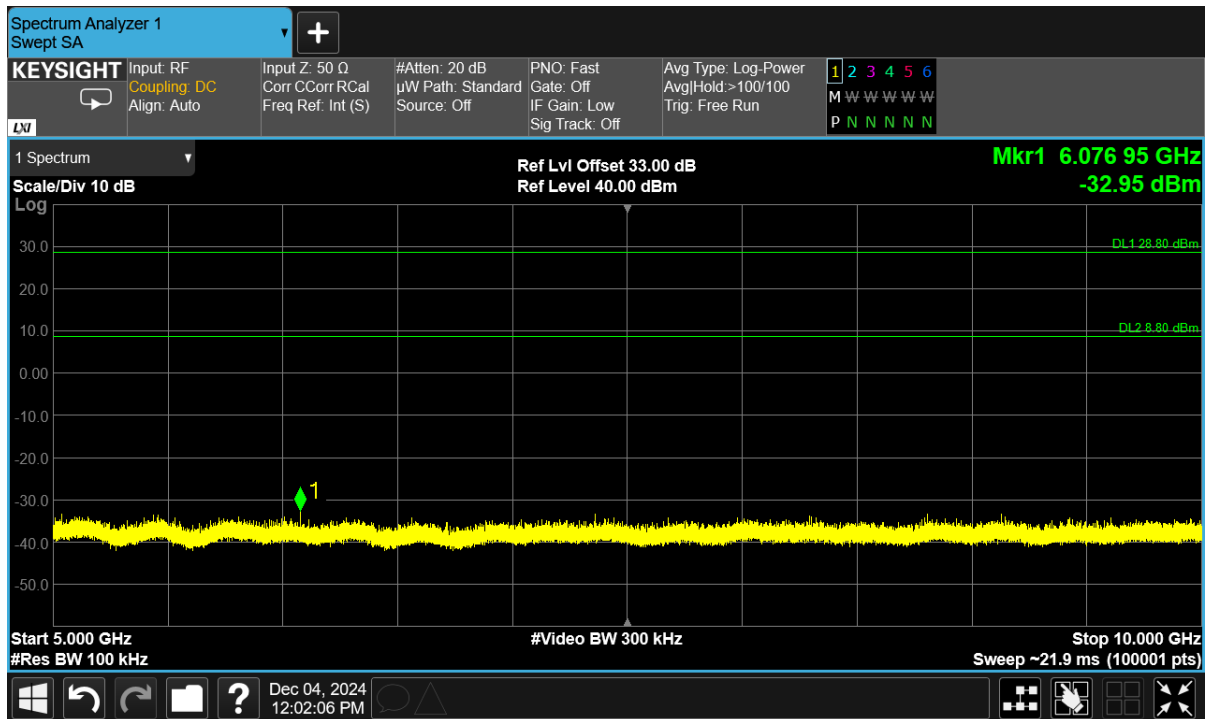 Spectrum Analyzer 1
Swept SA
+
KEYSIGHT
LXI
Input: RF
Coupling: DC
Align: Auto
Input Z: 50 Ω
Corr CCorr RCal
Freq Ref: Int (S)
#Atten: 20 dB
µW Path: Standard
Source: Off
PNO: Fast
Gate: Off
IF Gain: Low
Sig Track: Off
Avg Type: Log-Power
Avg|Hold:>100/100
Trig: Free Run
1 2 3 4 5 6
M W W W W W
P N N N N N
1 Spectrum
Scale/Div 10 dB
Log
Ref Lvl Offset 33.00 dB
Ref Level 40.00 dBm
Mkr1 6.076 95 GHz
-32.95 dBm
30.0
DL1 28.80 dBm
20.0
10.0
DL2 8.80 dBm
0.00
-10.0
-20.0
1
-30.0
-40.0
-50.0
Start 5.000 GHz
#Res BW 100 kHz
#Video BW 300 kHz
Stop 10.000 GHz
Sweep ~21.9 ms (100001 pts)
?
Dec 04, 2024
12:02:06 PM